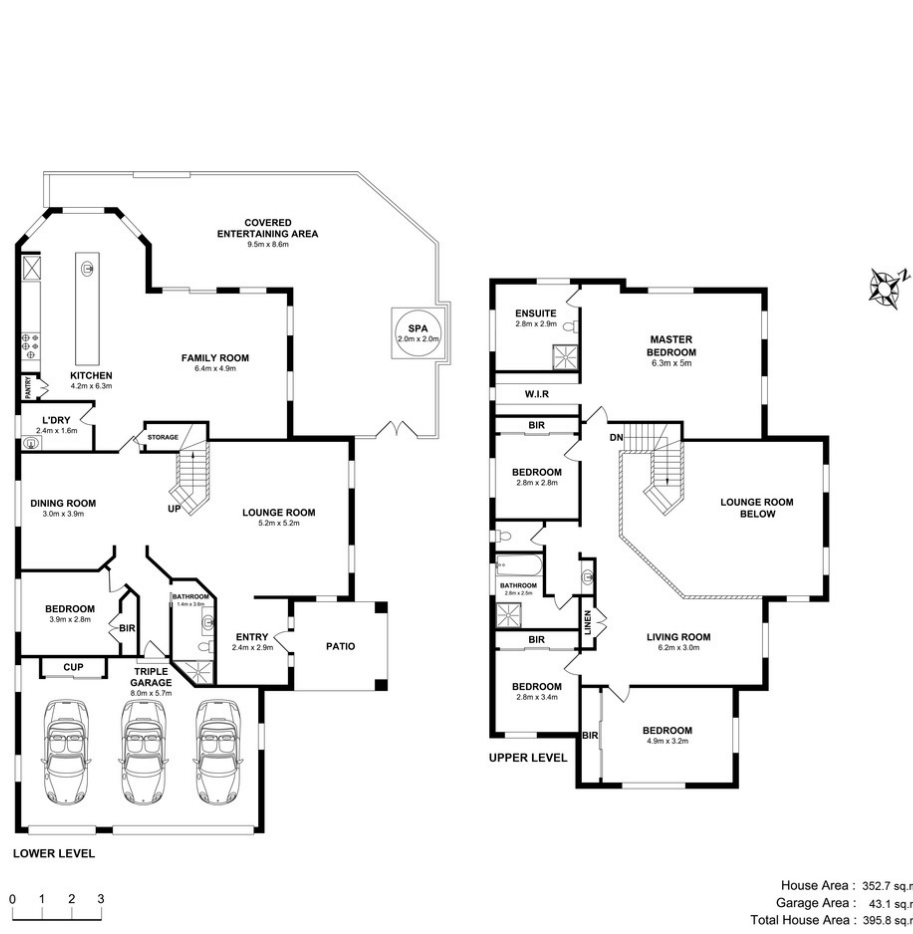 COVERED
ENTERTAINING AREA
9.5m x 8.6m
SPA
2.0m x 2.0m
FAMILY ROOM
6.4m x 4.9m
KITCHEN
4.2m x 6.3m
PANTRY
L'DRY
2.4m x 1.6m
STORAGE
DINING ROOM
3.0m x 3.9m
UP
LOUNGE ROOM
5.2m x 5.2m
BEDROOM
3.9m x 2.8m
BIR
BATHROOM
1.4m x 3.6m
ENTRY
2.4m x 2.9m
PATIO
CUP
TRIPLE
GARAGE
8.0m x 5.7m
LOWER LEVEL
0 1 2 3
N
ENSUITE
2.8m x 2.9m
MASTER
BEDROOM
6.3m x 5m
W.I.R
BIR
DN
BEDROOM
2.8m x 2.8m
LOUNGE ROOM
BELOW
BATHROOM
2.8m x 2.5m
LINEN
BIR
LIVING ROOM
6.2m x 3.0m
BEDROOM
2.8m x 3.4m
BIR
BEDROOM
4.9m x 3.2m
UPPER LEVEL
House Area : 352.7 sq.m
Garage Area : 43.1 sq.m
Total House Area : 395.8 sq.m